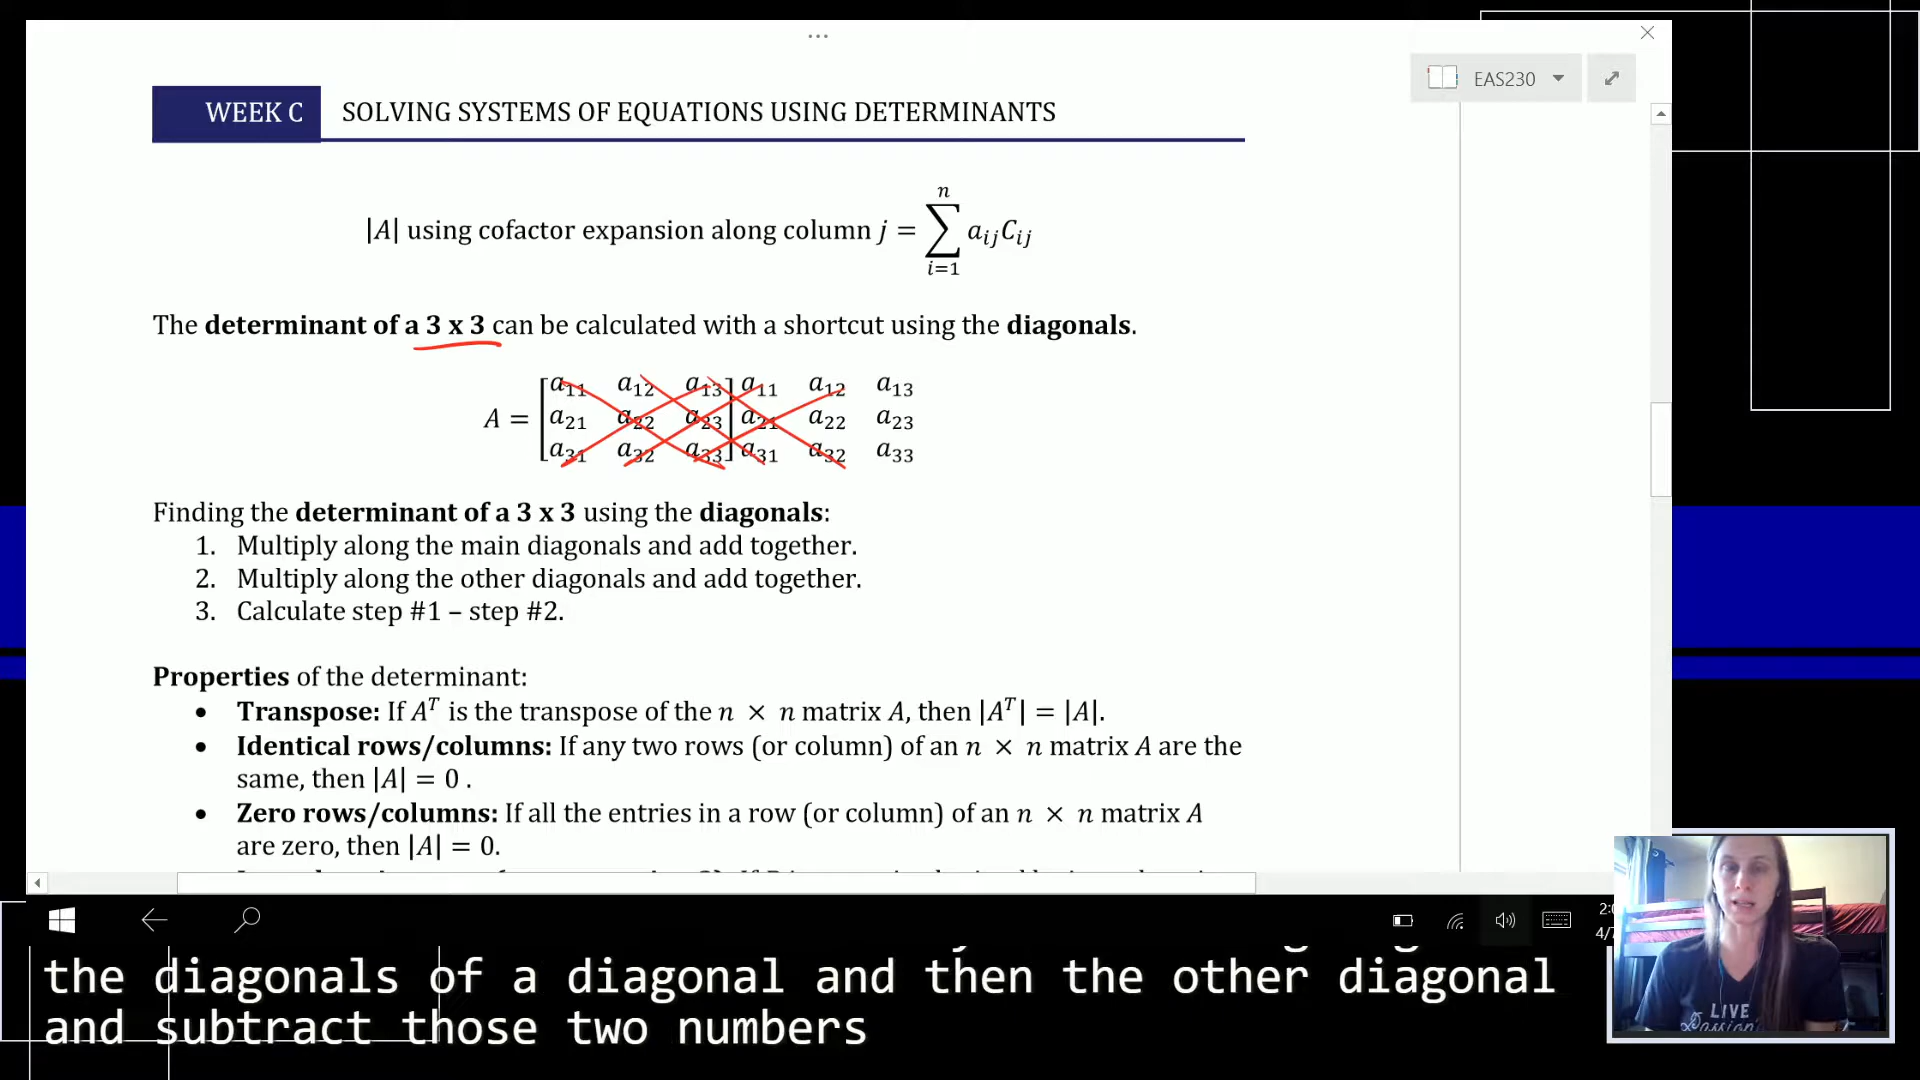 ...
EAS230
WEEK C SOLVING SYSTEMS OF EQUATIONS USING DETERMINANTS
|A| using cofactor expansion along column j = ∑ⁿᵢ₌₁ aᵢⱼCᵢⱼ
The determinant of a 3 x 3 can be calculated with a shortcut using the diagonals.
a₁₁ a₁₂ a₁₃ a₁₁ a₁₂ a₁₃
A = a₂₁ a₂₂ a₂₃ a₂₁ a₂₂ a₂₃
a₃₁ a₃₂ a₃₃ a₃₁ a₃₂ a₃₃
Finding the determinant of a 3 x 3 using the diagonals:
1. Multiply along the main diagonals and add together.
2. Multiply along the other diagonals and add together.
3. Calculate step #1 – step #2.
Properties of the determinant:
• Transpose: If Aᵀ is the transpose of the n × n matrix A, then |Aᵀ| = |A|.
• Identical rows/columns: If any two rows (or column) of an n × n matrix A are the
same, then |A| = 0 .
• Zero rows/columns: If all the entries in a row (or column) of an n × n matrix A
are zero, then |A| = 0.
the diagonals of a diagonal and then the other diagonal
and subtract those two numbers
LIVE
Passion